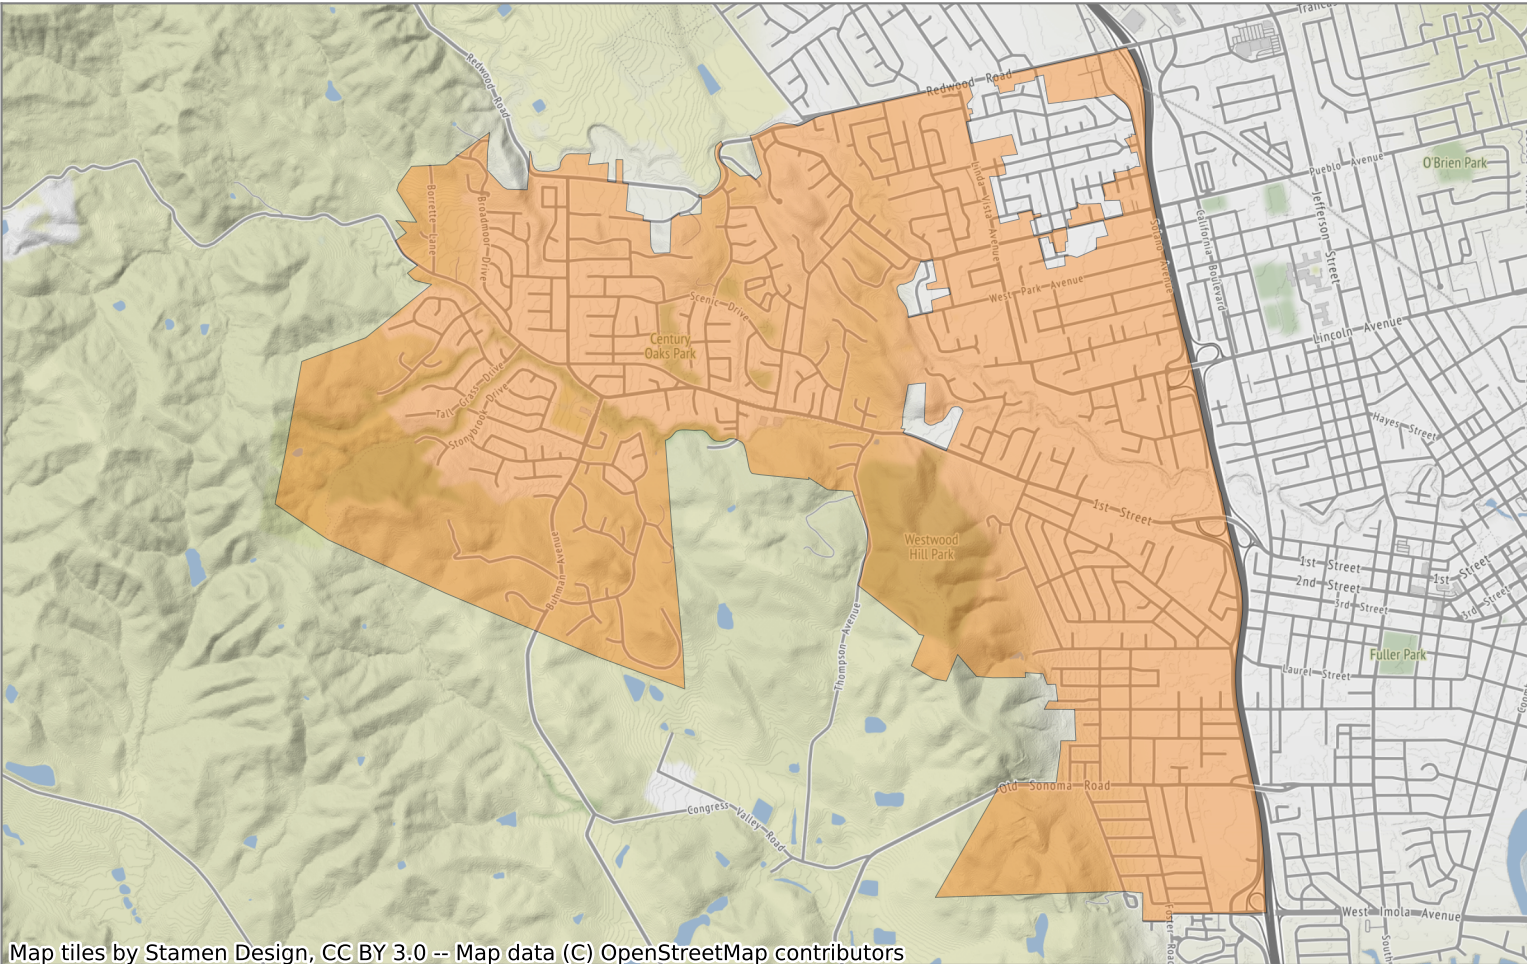 Trancas
Redwood Road
Redwood Road
Pueblo Avenue
O'Brien Park
Borrette Lane
Broadmoor Drive
Linda Vista Avenue
Solano Avenue
California Boulevard
Jefferson Street
West Park Avenue
Scenic Drive
Century
Oaks Park
Lincoln Avenue
Tall Grass Drive
Stonybrook Drive
Hayes Street
1st Street
Westwood
Hill Park
Buhman Avenue
1st Street
2nd Street
3rd Street
1st Street
3rd Street
Thompson Avenue
Fuller Park
Laurel Street
Old Sonoma Road
Congress Valley Road
West Imola Avenue
Foster Road
South
Map tiles by Stamen Design, CC BY 3.0 -- Map data (C) OpenStreetMap contributors